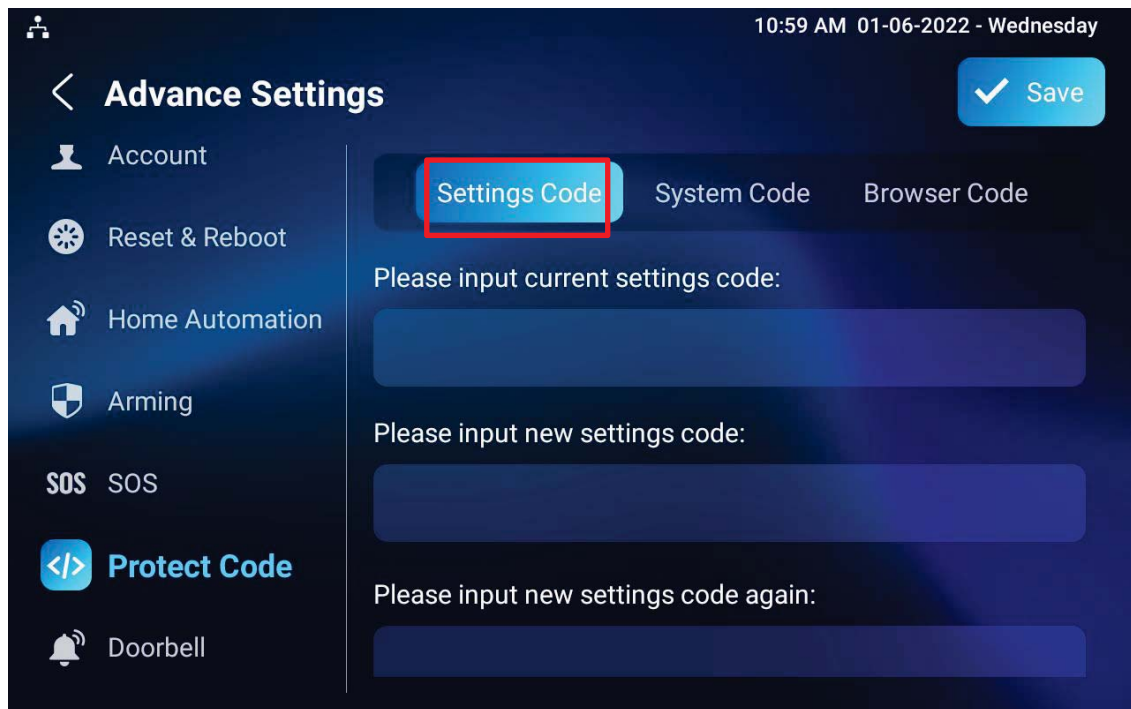 10:59 AM 01-06-2022 - Wednesday
Advance Settings
Save
Account
Reset & Reboot
Home Automation
Arming
SOS SOS
</> Protect Code
Doorbell
Settings Code System Code Browser Code
Please input current settings code:
Please input new settings code:
Please input new settings code again: